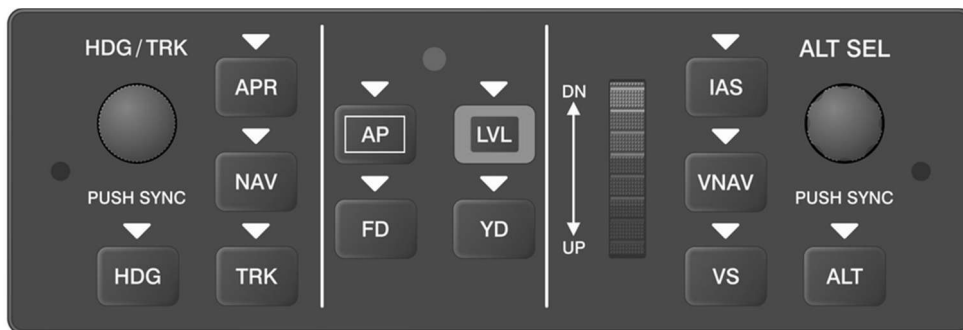 HDG/TRK
APR
NAV
PUSH SYNC
HDG
TRK
AP
LVL
FD
YD
DN
UP
IAS
VNAV
VS
ALT SEL
PUSH SYNC
ALT